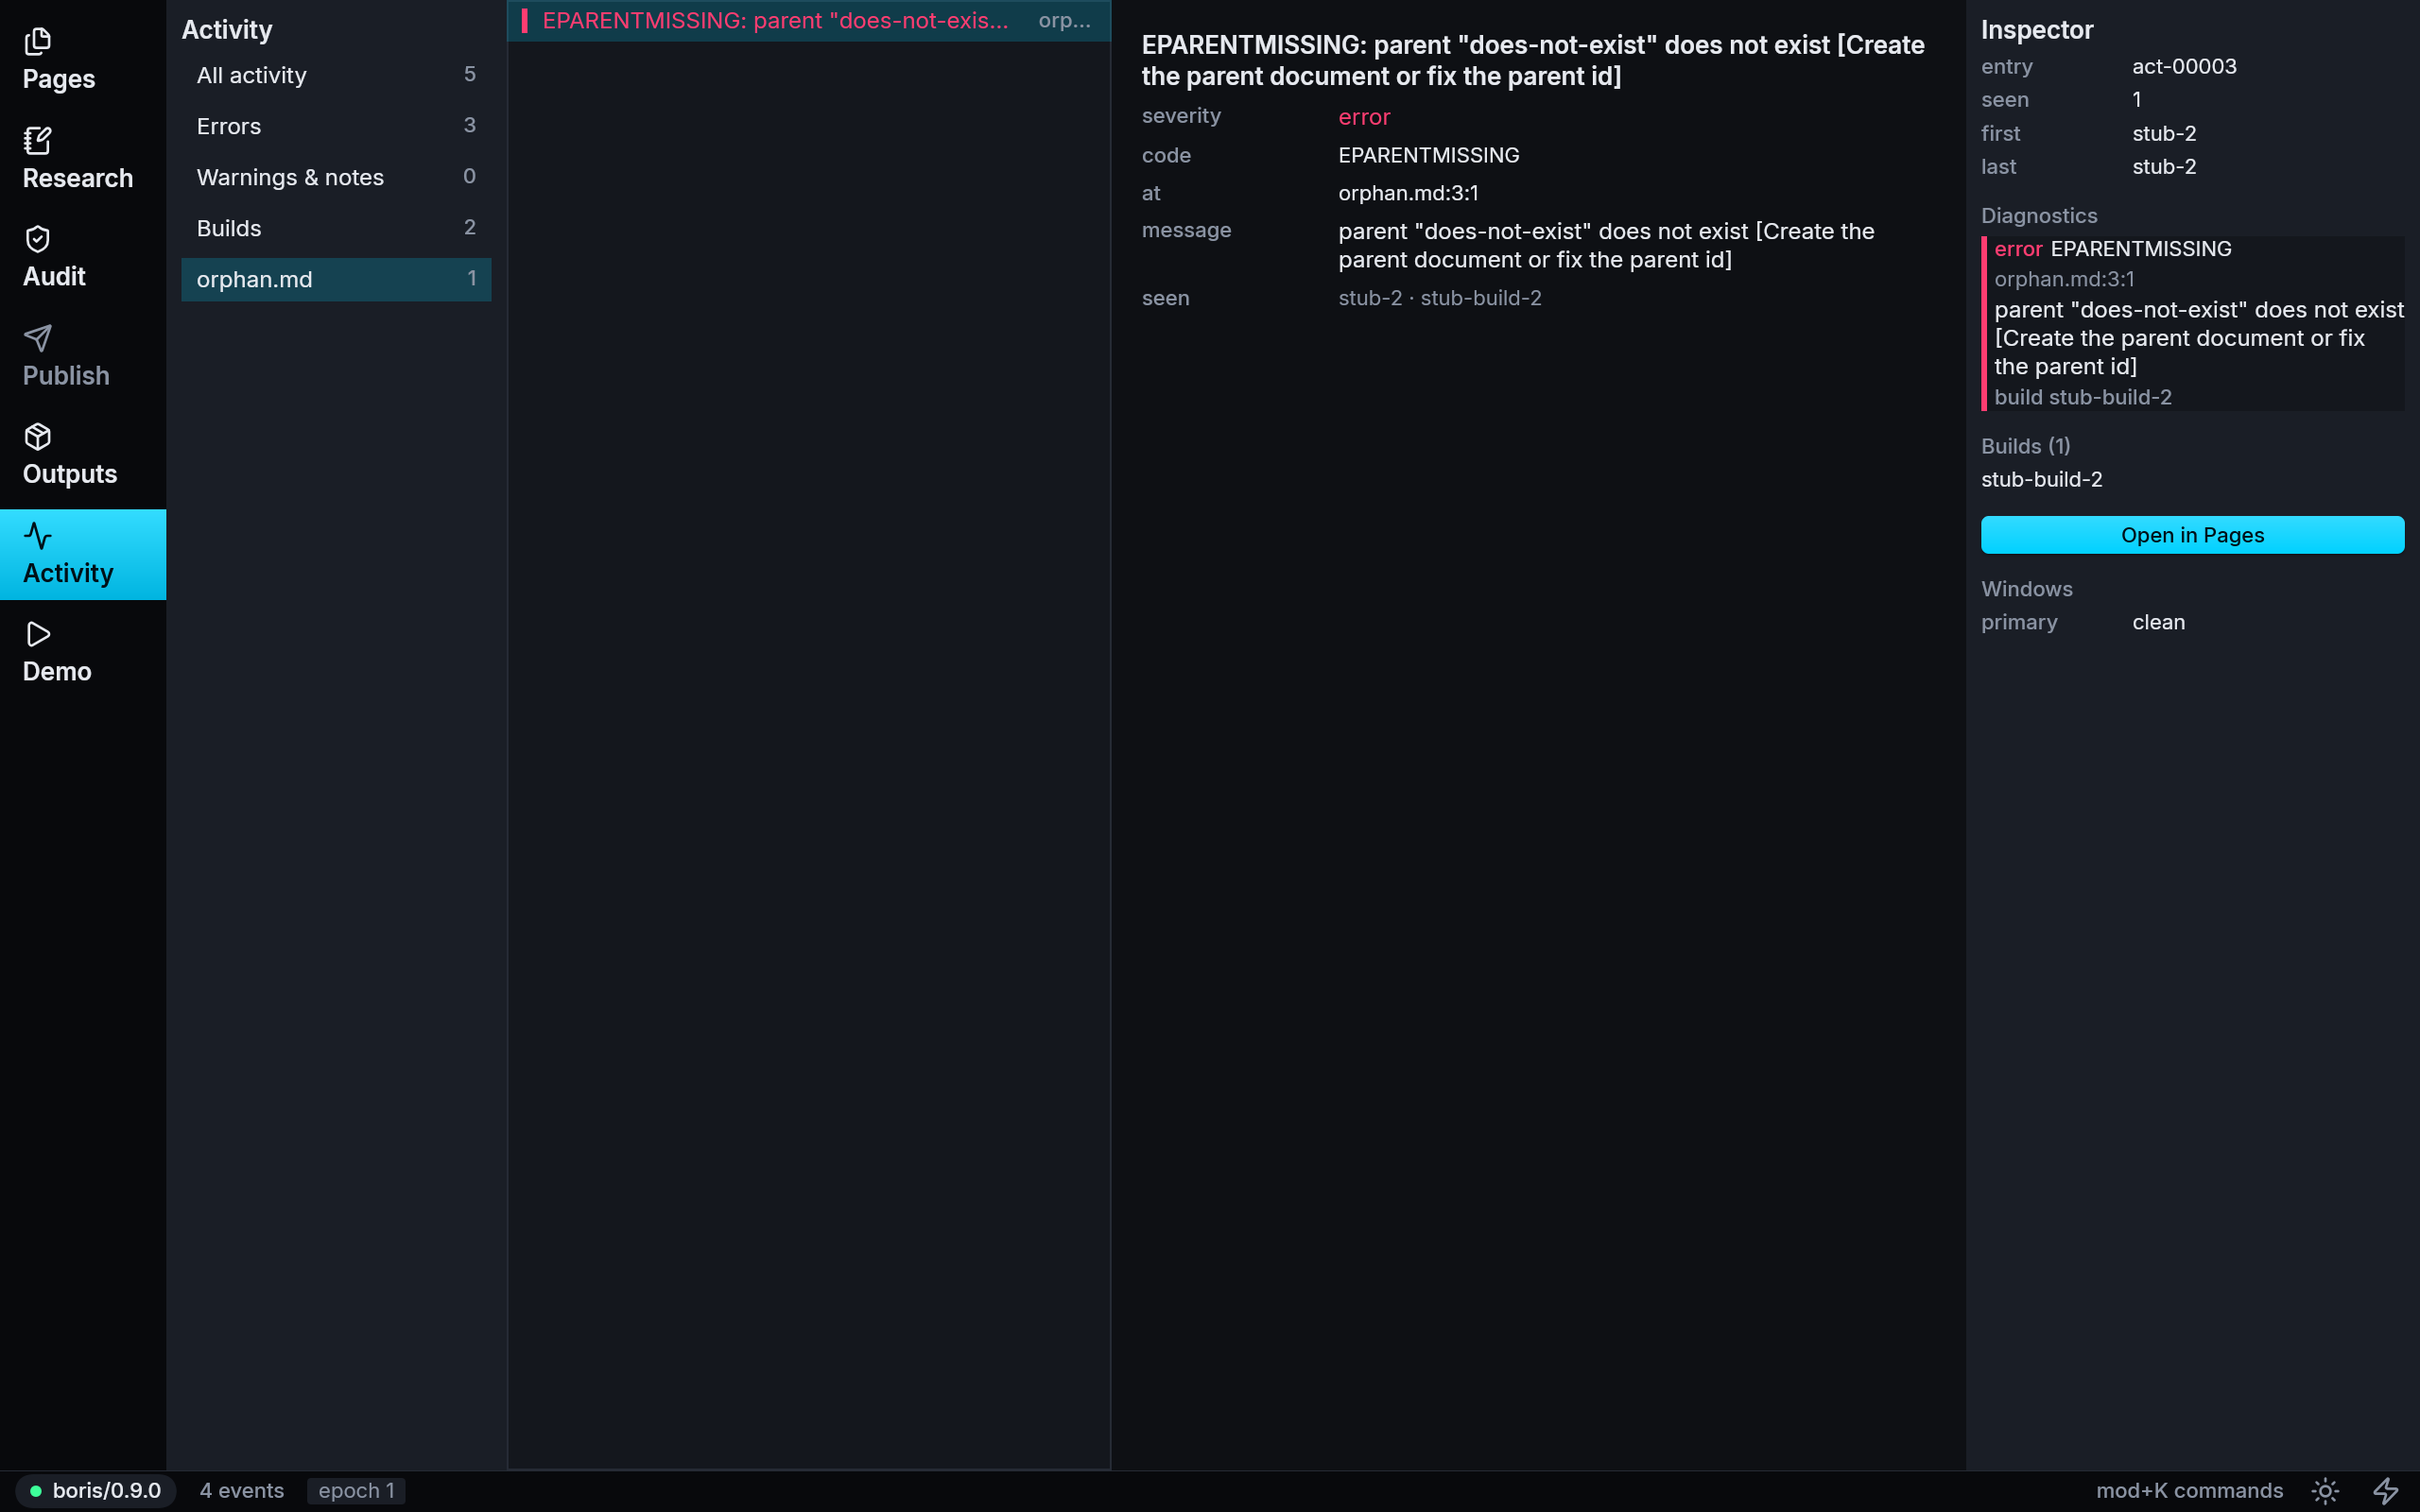 Pages
Research
Audit
Publish
Outputs
Activity
Demo
Activity
All activity 5
Errors 3
Warnings & notes 0
Builds 2
orphan.md 1
EPARENTMISSING: parent "does-not-exis... orp...
EPARENTMISSING: parent "does-not-exist" does not exist [Create
the parent document or fix the parent id]
severity error
code EPARENTMISSING
at orphan.md:3:1
message parent "does-not-exist" does not exist [Create the
parent document or fix the parent id]
seen stub-2 · stub-build-2
Inspector
entry act-00003
seen 1
first stub-2
last stub-2
Diagnostics
error EPARENTMISSING
orphan.md:3:1
parent "does-not-exist" does not exist
[Create the parent document or fix
the parent id]
build stub-build-2
Builds (1)
stub-build-2
Open in Pages
Windows
primary clean
boris/0.9.0 4 events epoch 1 mod+K commands